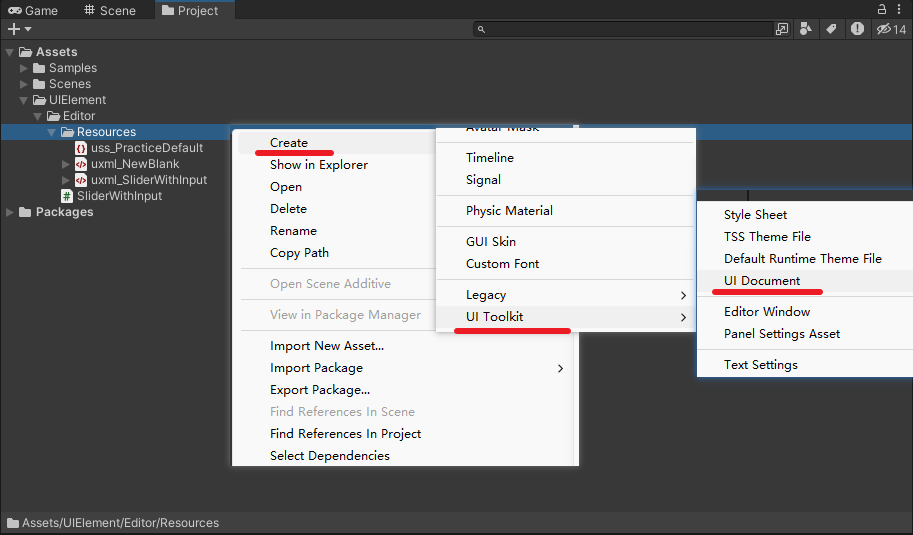 Game
Scene
Project
14
Assets
Samples
Scenes
UIElement
Editor
Resources
uss_PracticeDefault
uxml_NewBlank
uxml_SliderWithInput
SliderWithInput
Packages
Create
Show in Explorer
Open
Delete
Rename
Copy Path
Open Scene Additive
View in Package Manager
Import New Asset...
Import Package
Export Package...
Find References In Scene
Find References In Project
Select Dependencies
Avatar Mask
Timeline
Signal
Physic Material
GUI Skin
Custom Font
Legacy
UI Toolkit
Style Sheet
TSS Theme File
Default Runtime Theme File
UI Document
Editor Window
Panel Settings Asset
Text Settings
Assets/UIElement/Editor/Resources